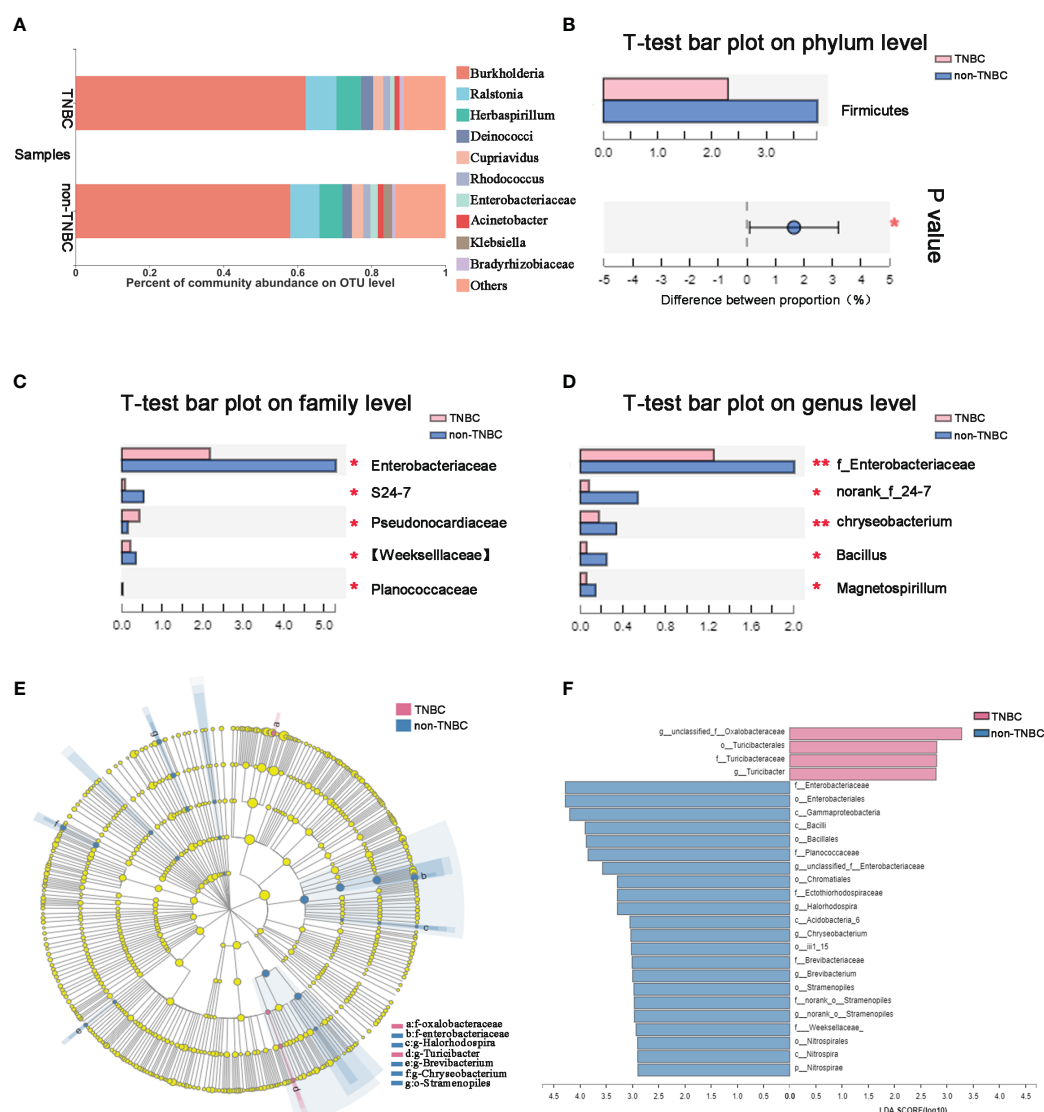 A
TNBC
Samples
non-TNBC
0
0.2
0.4
0.6
0.8
1
Percent of community abundance on OTU level
Burkholderia
Ralstonia
Herbaspirillum
Deinococci
Cupriavidus
Rhodococcus
Enterobacteriaceae
Acinetobacter
Klebsiella
Bradyrhizobiaceae
Others
B
T-test bar plot on phylum level
TNBC
non-TNBC
Firmicutes
0.0 1.0 2.0 3.0
P value
*
-5 -4 -3 -2 -1 0 1 2 3 4 5
Difference between proportion（%）
C
T-test bar plot on family level
TNBC
non-TNBC
* Enterobacteriaceae
* S24-7
* Pseudonocardiaceae
* 【Weekselllaceae】
* Planococcaceae
0.0 1.0 2.0 3.0 4.0 5.0
D
T-test bar plot on genus level
TNBC
non-TNBC
** f_Enterobacteriaceae
* norank_f_24-7
** chryseobacterium
* Bacillus
* Magnetospirillum
0.0 0.4 0.8 1.2 1.6 2.0
E
TNBC
non-TNBC
a
b
c
d
e
f
g
a:f-oxalobacteraceae
b:f-enterobacteriaceae
c:g-Halorhodospira
d:g-Turicibacter
e:g-Brevibacterium
f:g-Chryseobacterium
g:o-Stramenopiles
F
TNBC
non-TNBC
g__unclassified_f__Oxalobacteraceae
o__Turicibacterales
f__Turicibacteraceae
g__Turicibacter
f__Enterobacteriaceae
o__Enterobacteriales
c__Gammaproteobacteria
c__Bacilli
o__Bacillales
f__Planococcaceae
g__unclassified_f__Enterobacteriaceae
o__Chromatiales
f__Ectothiorhodospiraceae
g__Halorhodospira
c__Acidobacteria_6
g__Chryseobacterium
o__iii1_15
f__Brevibacteriaceae
g__Brevibacterium
o__Stramenopiles
f__norank_o__Stramenopiles
g__norank_o__Stramenopiles
f___Weeksellaceae_
o__Nitrospirales
c__Nitrospira
p__Nitrospirae
4.5 4.0 3.5 3.0 2.5 2.0 1.5 1.0 0.5 0.0 0.0 0.5 1.0 1.5 2.0 2.5 3.0 3.5 4.0 4.5
LDA SCORE(log10)